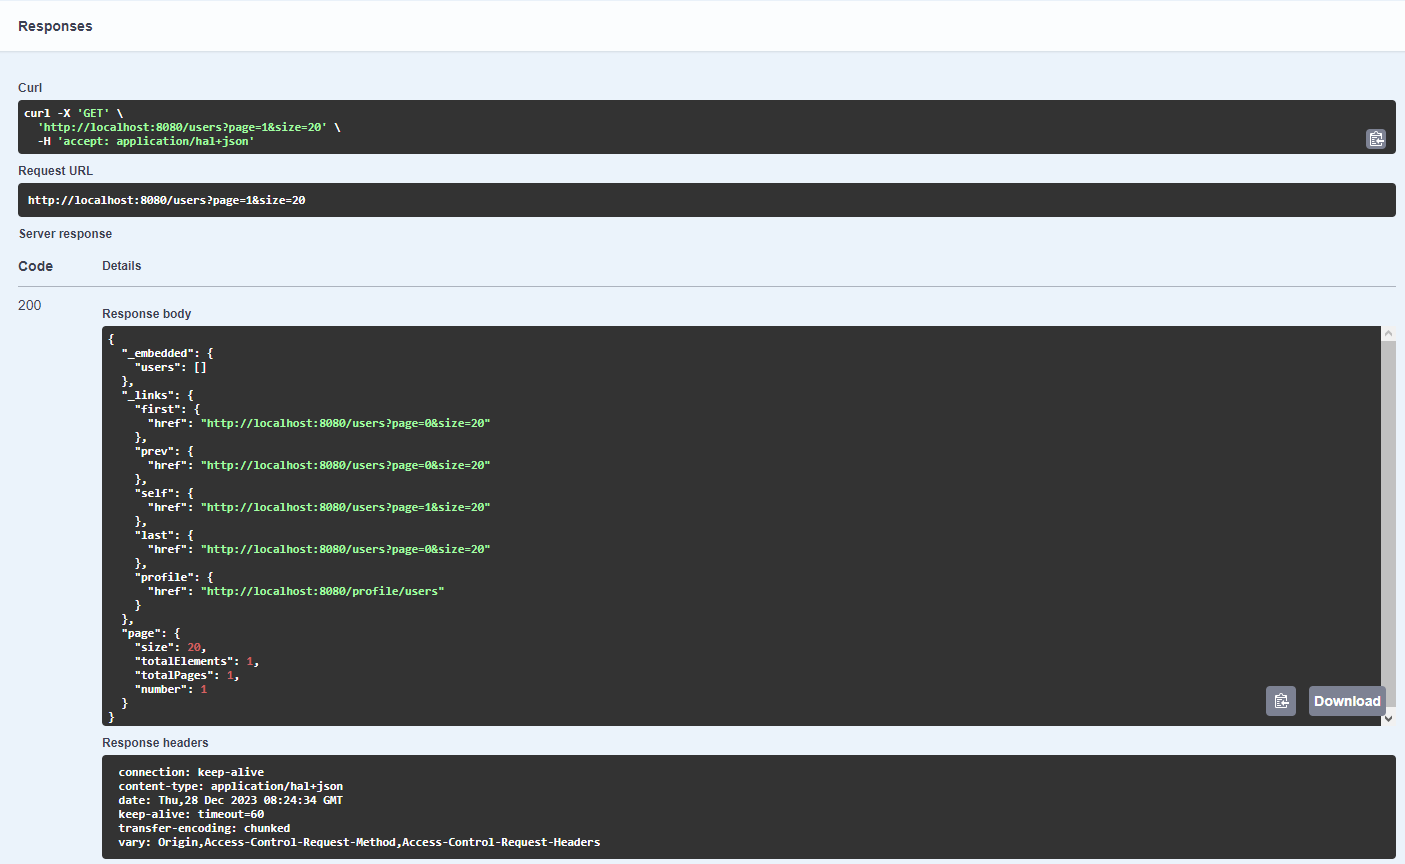 Responses
Curl
curl -X 'GET' \
  'http://localhost:8080/users?page=1&size=20' \
  -H 'accept: application/hal+json'
Request URL
http://localhost:8080/users?page=1&size=20
Server response
Code Details
200
Response body
{
  "_embedded": {
    "users": []
  },
  "_links": {
    "first": {
      "href": "http://localhost:8080/users?page=0&size=20"
    },
    "prev": {
      "href": "http://localhost:8080/users?page=0&size=20"
    },
    "self": {
      "href": "http://localhost:8080/users?page=1&size=20"
    },
    "last": {
      "href": "http://localhost:8080/users?page=0&size=20"
    },
    "profile": {
      "href": "http://localhost:8080/profile/users"
    }
  },
  "page": {
    "size": 20,
    "totalElements": 1,
    "totalPages": 1,
    "number": 1
  }
}
Download
Response headers
connection: keep-alive
content-type: application/hal+json
date: Thu,28 Dec 2023 08:24:34 GMT
keep-alive: timeout=60
transfer-encoding: chunked
vary: Origin,Access-Control-Request-Method,Access-Control-Request-Headers